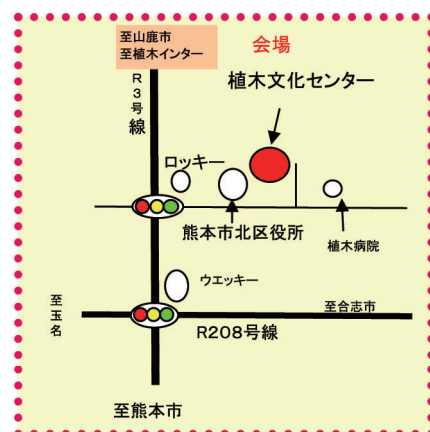 至山鹿市
至植木インター
会場
植木文化センター
R3号線
ロッキー
熊本市北区役所
植木病院
ウエッキー
至玉名
至合志市
R208号線
至熊本市